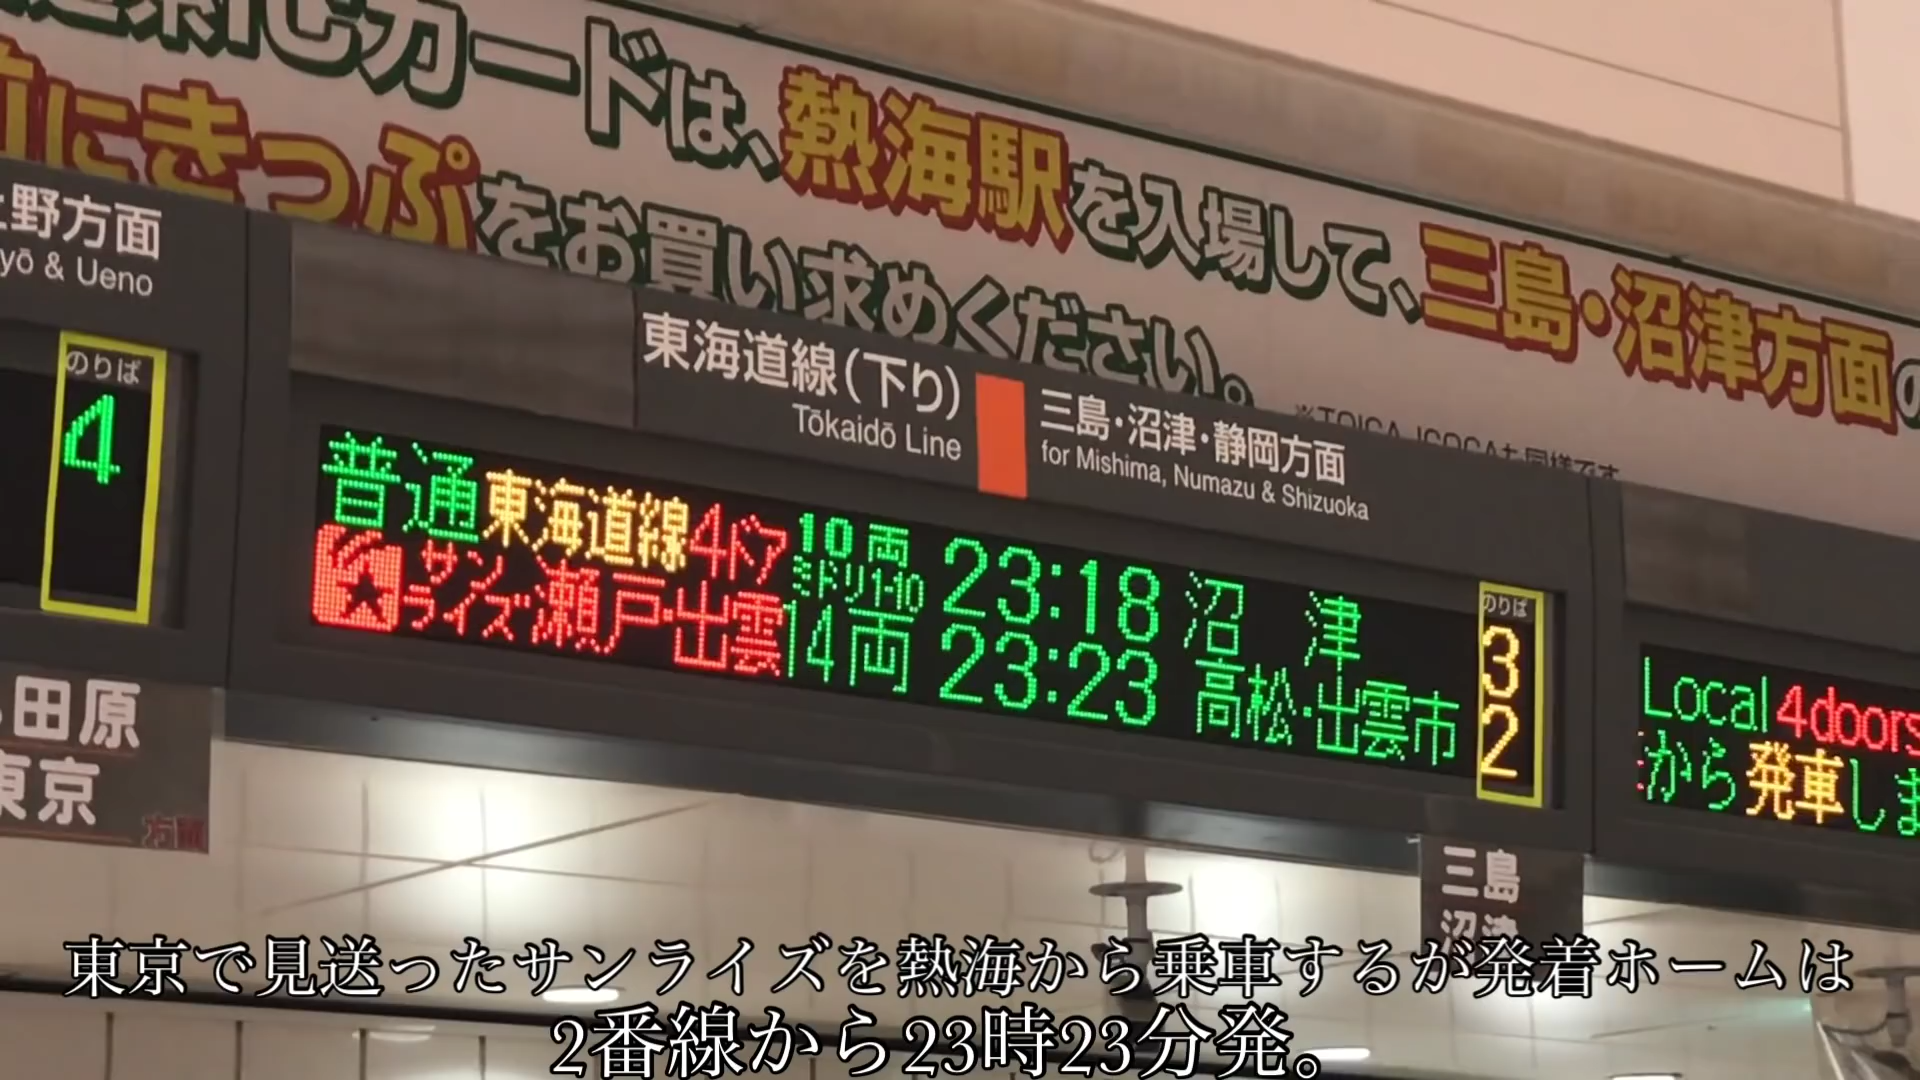 カードは、熱海駅を入場して、三島・沼津方面の
にきっぷをお買い求めください。
野方面
& Ueno
のりば
4
東海道線(下り)
Tōkaidō Line
三島・沼津・静岡方面
for Mishima, Numazu & Shizuoka
普通 東海道線 4ドア 10両 ミドリ1-10 23:18 沼津
サンライズ瀬戸・出雲 14両 23:23 高松・出雲市
のりば
3
2
Local 4doors
から発車しま
田原
東京
方面
三島
沼津
東京で見送ったサンライズを熱海から乗車するが発着ホームは
2番線から23時23分発。